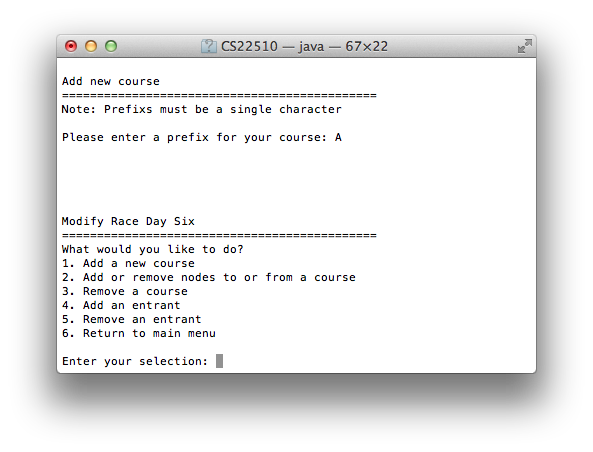 CS22510 — java — 67×22
Add new course
=============================================
Note: Prefixs must be a single character
Please enter a prefix for your course: A
Modify Race Day Six
=============================================
What would you like to do?
1. Add a new course
2. Add or remove nodes to or from a course
3. Remove a course
4. Add an entrant
5. Remove an entrant
6. Return to main menu
Enter your selection: